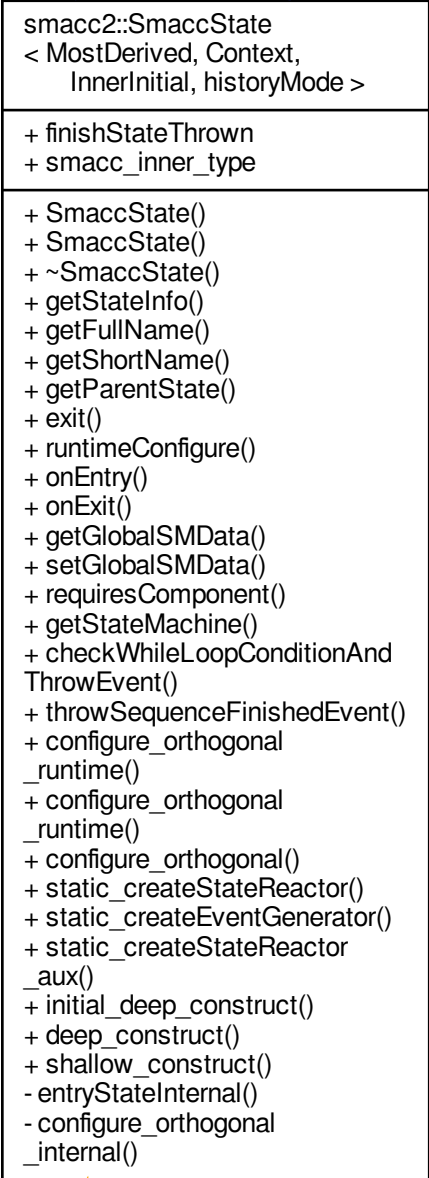 smacc2::SmaccState
< MostDerived, Context,
InnerInitial, historyMode >
+ finishStateThrown
+ smacc_inner_type
+ SmaccState()
+ SmaccState()
+ ~SmaccState()
+ getStateInfo()
+ getFullName()
+ getShortName()
+ getParentState()
+ exit()
+ runtimeConfigure()
+ onEntry()
+ onExit()
+ getGlobalSMData()
+ setGlobalSMData()
+ requiresComponent()
+ getStateMachine()
+ checkWhileLoopConditionAnd
ThrowEvent()
+ throwSequenceFinishedEvent()
+ configure_orthogonal
_runtime()
+ configure_orthogonal
_runtime()
+ configure_orthogonal()
+ static_createStateReactor()
+ static_createEventGenerator()
+ static_createStateReactor
_aux()
+ initial_deep_construct()
+ deep_construct()
+ shallow_construct()
- entryStateInternal()
- configure_orthogonal
_internal()